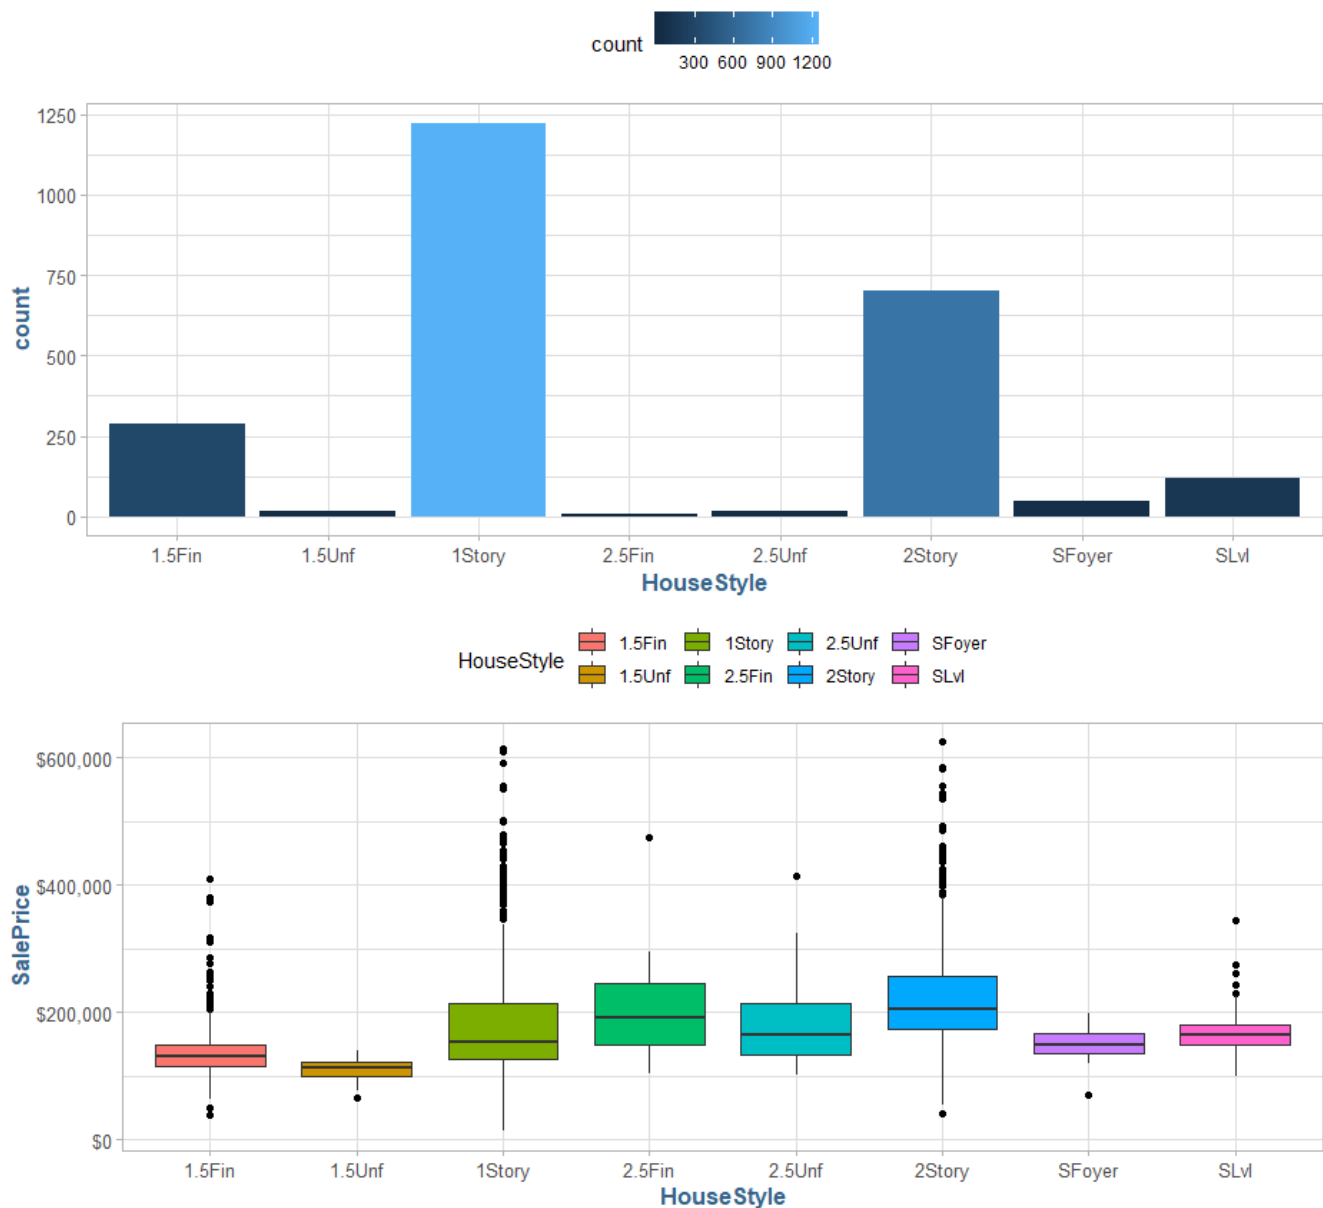 count
300 600 900 1200
1250
1000
750
500
250
0
count
1.5Fin 1.5Unf 1Story 2.5Fin 2.5Unf 2Story SFoyer SLvl
HouseStyle
HouseStyle
1.5Fin 1Story 2.5Unf SFoyer
1.5Unf 2.5Fin 2Story SLvl
$600,000
$400,000
$200,000
$0
SalePrice
1.5Fin 1.5Unf 1Story 2.5Fin 2.5Unf 2Story SFoyer SLvl
HouseStyle